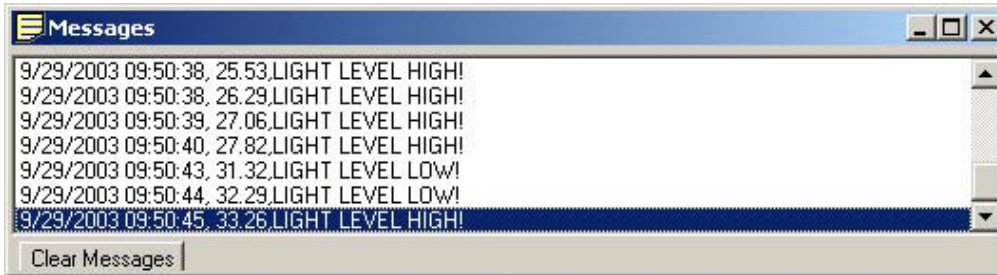 Messages
9/29/2003 09:50:38, 25.53,LIGHT LEVEL HIGH!
9/29/2003 09:50:38, 26.29,LIGHT LEVEL HIGH!
9/29/2003 09:50:39, 27.06,LIGHT LEVEL HIGH!
9/29/2003 09:50:40, 27.82,LIGHT LEVEL HIGH!
9/29/2003 09:50:43, 31.32,LIGHT LEVEL LOW!
9/29/2003 09:50:44, 32.29,LIGHT LEVEL LOW!
9/29/2003 09:50:45, 33.26,LIGHT LEVEL HIGH!
Clear Messages